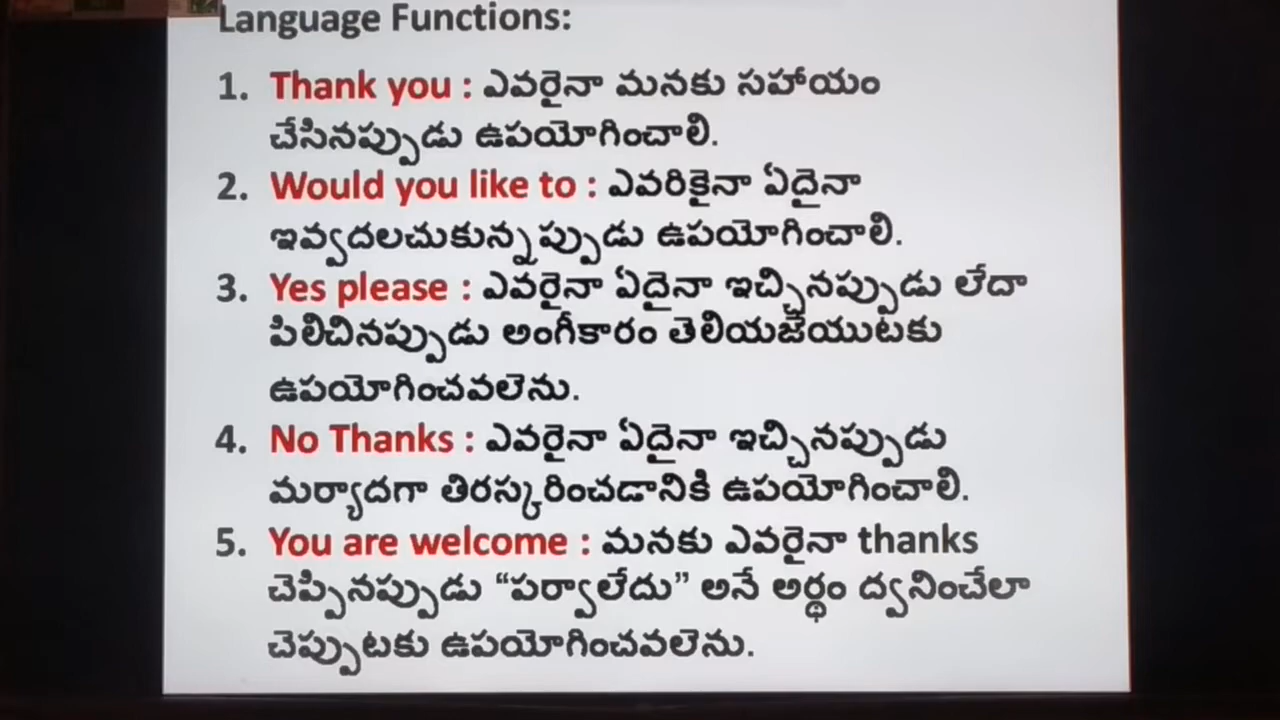 Language Functions:
1. Thank you : ఎవరైనా మనకు సహాయం
చేసినప్పుడు ఉపయోగించాలి.
2. Would you like to : ఎవరికైనా ఏదైనా
ఇవ్వదలచుకున్నప్పుడు ఉపయోగించాలి.
3. Yes please : ఎవరైనా ఏదైనా ఇచ్చినప్పుడు లేదా
పిలిచినప్పుడు అంగీకారం తెలియజేయుటకు
ఉపయోగించవలెను.
4. No Thanks : ఎవరైనా ఏదైనా ఇచ్చినప్పుడు
మర్యాదగా తిరస్కరించడానికి ఉపయోగించాలి.
5. You are welcome : మనకు ఎవరైనా thanks
చెప్పినప్పుడు “పర్వాలేదు” అనే అర్థం ద్వనించేలా
చెప్పుటకు ఉపయోగించవలెను.